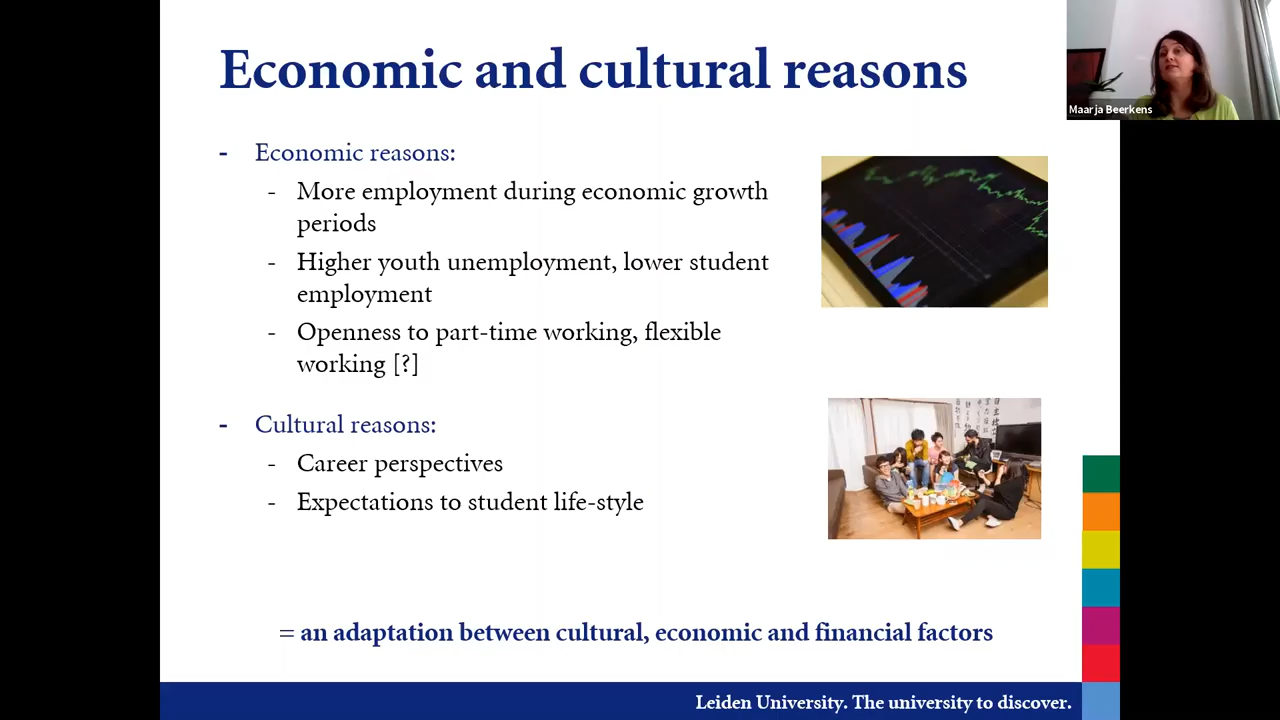 Economic and cultural reasons
Maarja Beerkens
- Economic reasons:
- More employment during economic growth
periods
- Higher youth unemployment, lower student
employment
- Openness to part-time working, flexible
working [?]
- Cultural reasons:
- Career perspectives
- Expectations to student life-style
= an adaptation between cultural, economic and financial factors
Leiden University. The university to discover.